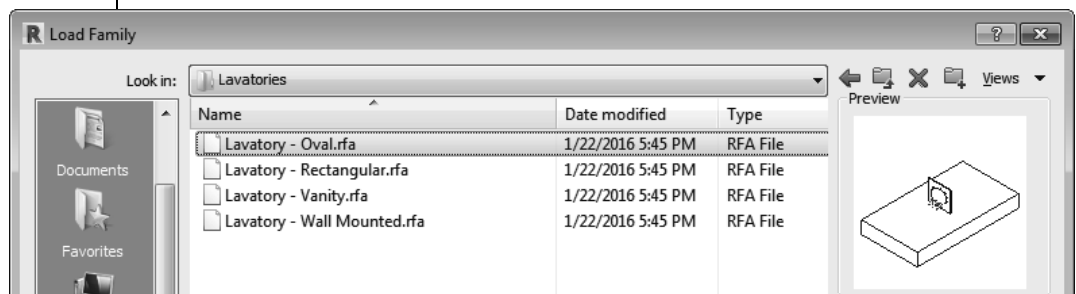 R Load Family
Look in: Lavatories Views
Preview
Name Date modified Type
Lavatory - Oval.rfa 1/22/2016 5:45 PM RFA File
Documents Lavatory - Rectangular.rfa 1/22/2016 5:45 PM RFA File
Lavatory - Vanity.rfa 1/22/2016 5:45 PM RFA File
Lavatory - Wall Mounted.rfa 1/22/2016 5:45 PM RFA File
Favorites